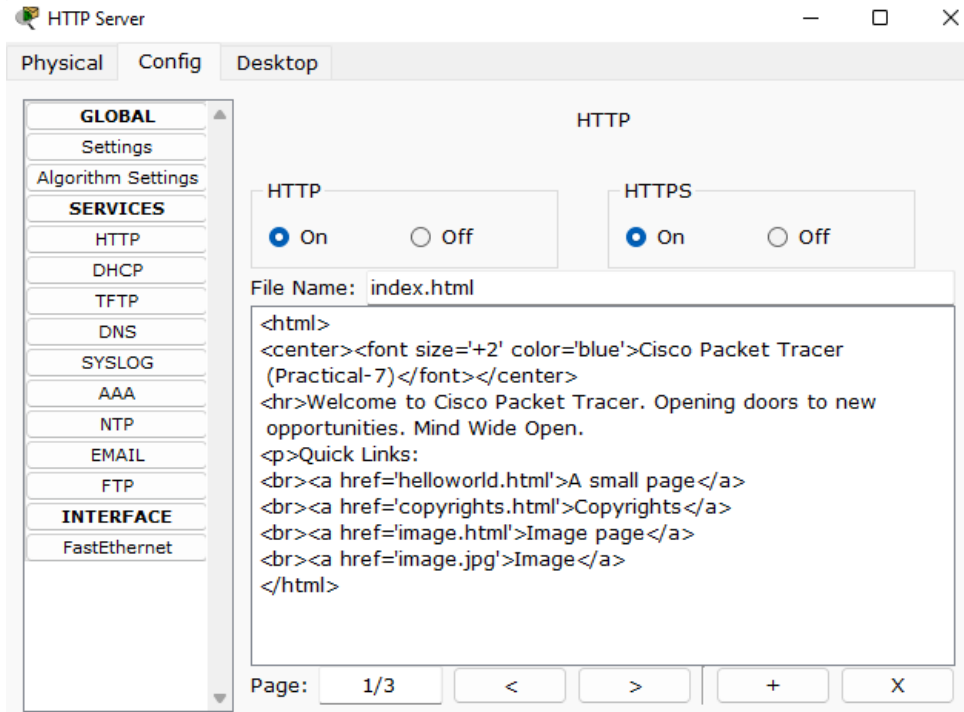 HTTP Server
Physical Config Desktop
GLOBAL
Settings
Algorithm Settings
SERVICES
HTTP
DHCP
TFTP
DNS
SYSLOG
AAA
NTP
EMAIL
FTP
INTERFACE
FastEthernet
HTTP
HTTP
On Off
HTTPS
On Off
File Name: index.html
<html>
<center><font size='+2' color='blue'>Cisco Packet Tracer
(Practical-7)</font></center>
<hr>Welcome to Cisco Packet Tracer. Opening doors to new
opportunities. Mind Wide Open.
<p>Quick Links:
<br><a href='helloworld.html'>A small page</a>
<br><a href='copyrights.html'>Copyrights</a>
<br><a href='image.html'>Image page</a>
<br><a href='image.jpg'>Image</a>
</html>
Page: 1/3 < > + X